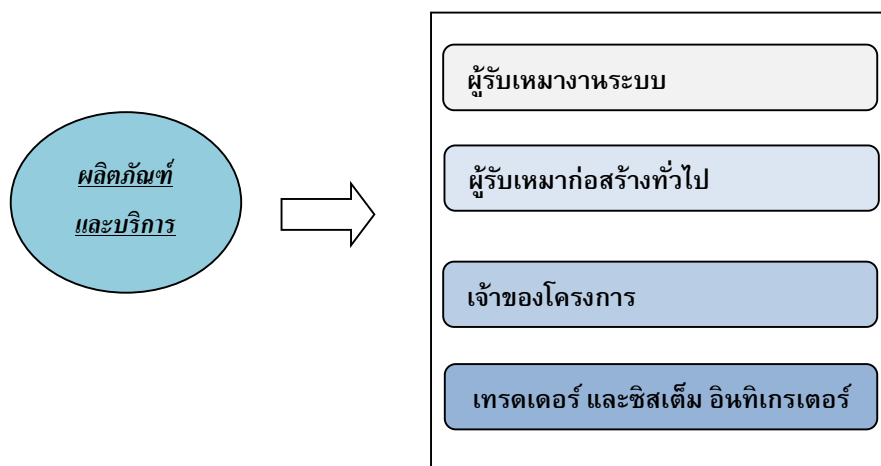 ผลิตภัณฑ์
และบริการ
ผู้รับเหมางานระบบ
ผู้รับเหมาก่อสร้างทั่วไป
เจ้าของโครงการ
เทรดเดอร์ และซิสเต็ม อินทิเกรเตอร์